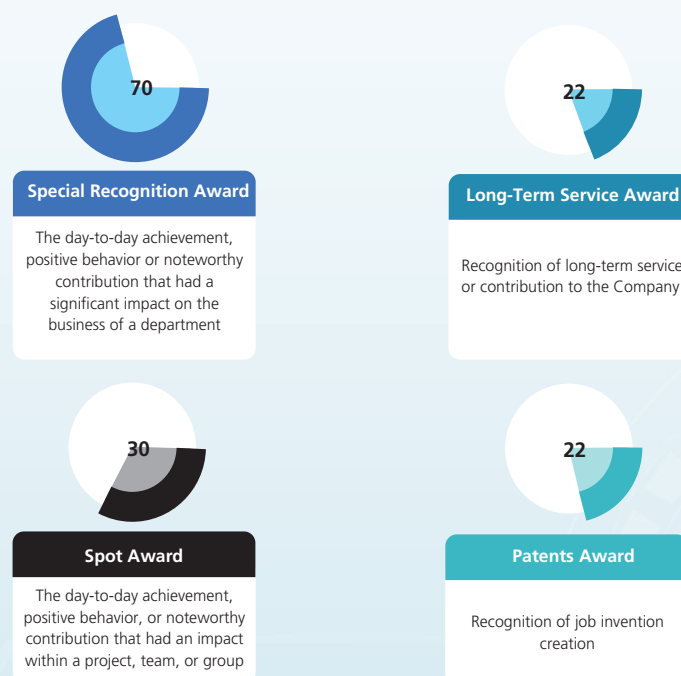 70
Special Recognition Award
The day-to-day achievement,
positive behavior or noteworthy
contribution that had a
significant impact on the
business of a department
22
Long-Term Service Award
Recognition of long-term service
or contribution to the Company
30
Spot Award
The day-to-day achievement,
positive behavior, or noteworthy
contribution that had an impact
within a project, team, or group
22
Patents Award
Recognition of job invention
creation